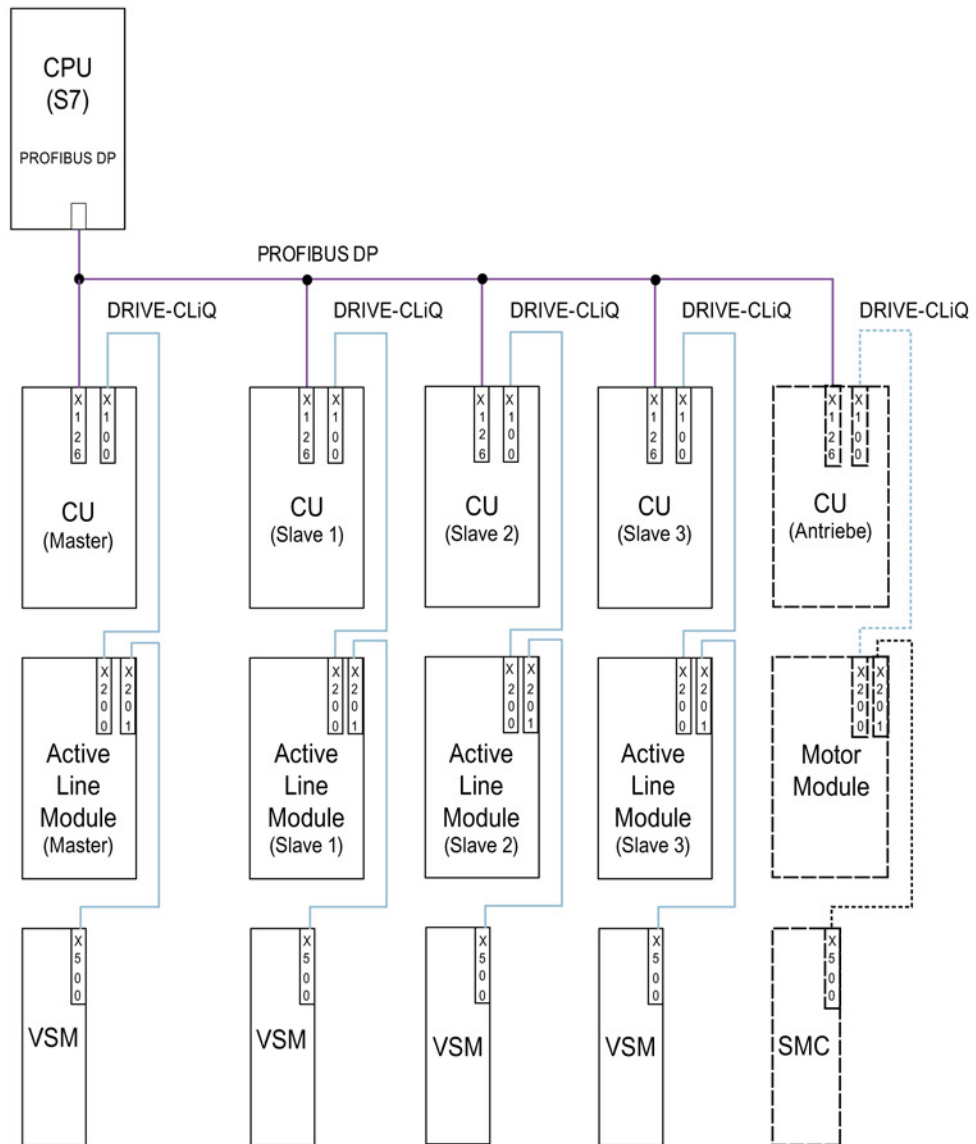 CPU
(S7)
PROFIBUS DP
PROFIBUS DP
DRIVE-CLiQ
DRIVE-CLiQ
DRIVE-CLiQ
DRIVE-CLiQ
DRIVE-CLiQ
X126
X100
CU
(Master)
X126
X100
CU
(Slave 1)
X126
X100
CU
(Slave 2)
X126
X100
CU
(Slave 3)
X126
X100
CU
(Antriebe)
X200
X201
Active
Line
Module
(Master)
X200
X201
Active
Line
Module
(Slave 1)
X200
X201
Active
Line
Module
(Slave 2)
X200
X201
Active
Line
Module
(Slave 3)
X200
X201
Motor
Module
X500
VSM
X500
VSM
X500
VSM
X500
VSM
X500
SMC